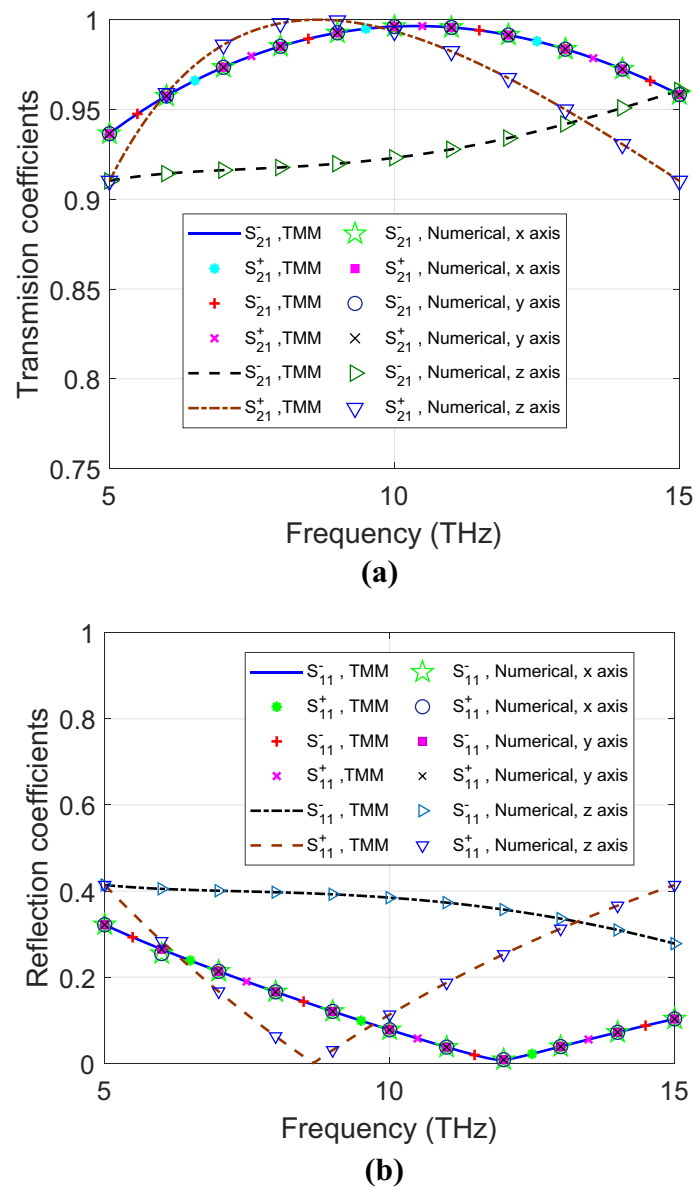 1
0.95
0.9
0.85
0.8
0.75
Transmision coefficients
S₂₁⁻ ,TMM S₂₁⁻ , Numerical, x axis
S₂₁⁺ ,TMM S₂₁⁺ , Numerical, x axis
S₂₁⁻ ,TMM S₂₁⁻ , Numerical, y axis
S₂₁⁺ ,TMM S₂₁⁺ , Numerical, y axis
S₂₁⁻ ,TMM S₂₁⁻ , Numerical, z axis
S₂₁⁺ ,TMM S₂₁⁺ , Numerical, z axis
5 10 15
Frequency (THz)
(a)
1
0.8
0.6
0.4
0.2
0
Reflection coefficients
S₁₁⁻ , TMM S₁₁⁻ , Numerical, x axis
S₁₁⁺ , TMM S₁₁⁺ , Numerical, x axis
S₁₁⁻ , TMM S₁₁⁻ , Numerical, y axis
S₁₁⁺ ,TMM S₁₁⁺ , Numerical, y axis
S₁₁⁻ , TMM S₁₁⁻ , Numerical, z axis
S₁₁⁺ , TMM S₁₁⁺ , Numerical, z axis
5 10 15
Frequency (THz)
(b)